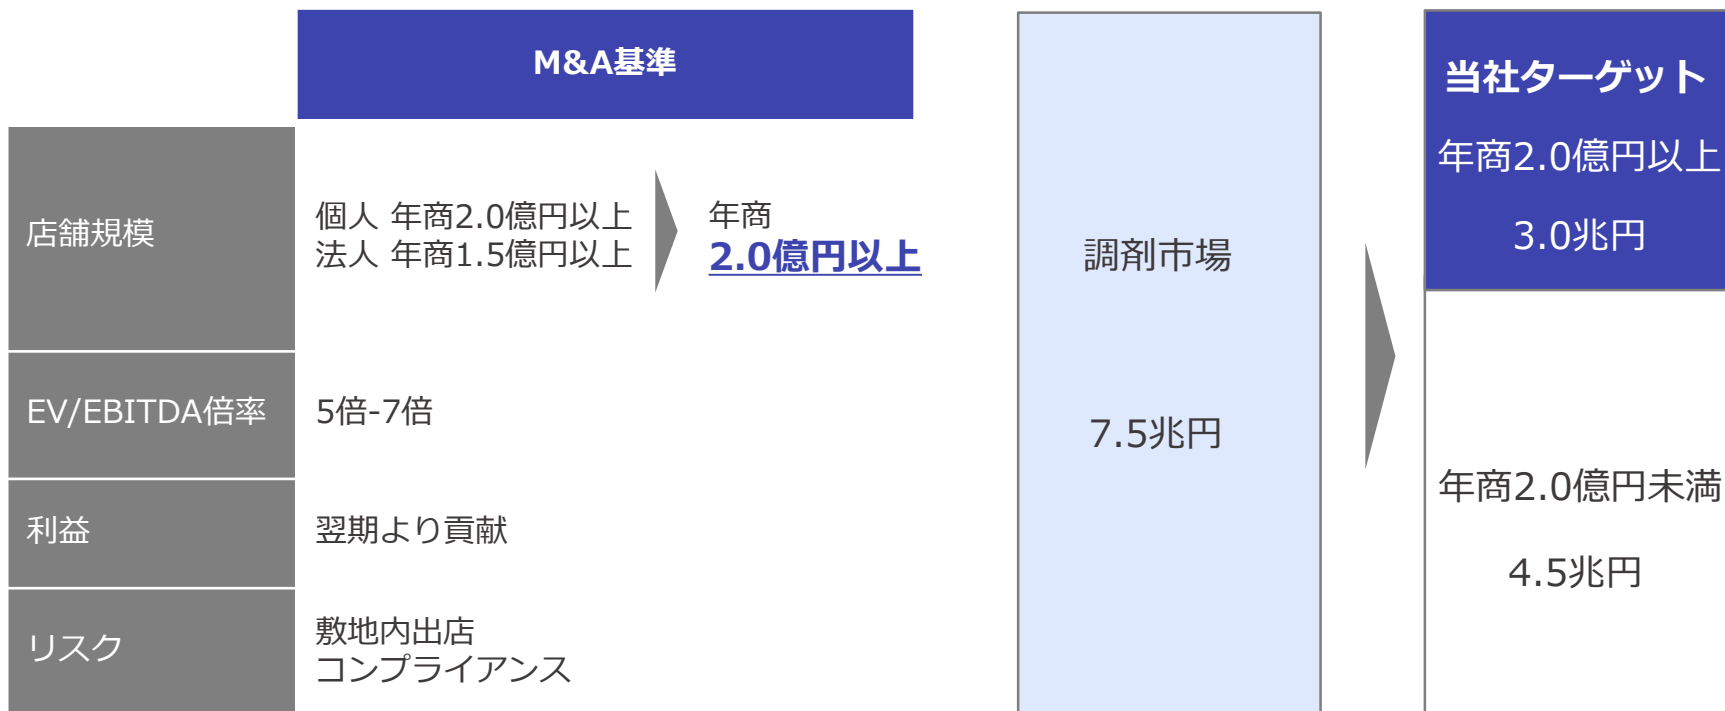 M&A基準
店舗規模
個人 年商2.0億円以上
法人 年商1.5億円以上
年商
2.0億円以上
EV/EBITDA倍率
5倍-7倍
利益
翌期より貢献
リスク
敷地内出店
コンプライアンス
調剤市場
7.5兆円
当社ターゲット
年商2.0億円以上
3.0兆円
年商2.0億円未満
4.5兆円